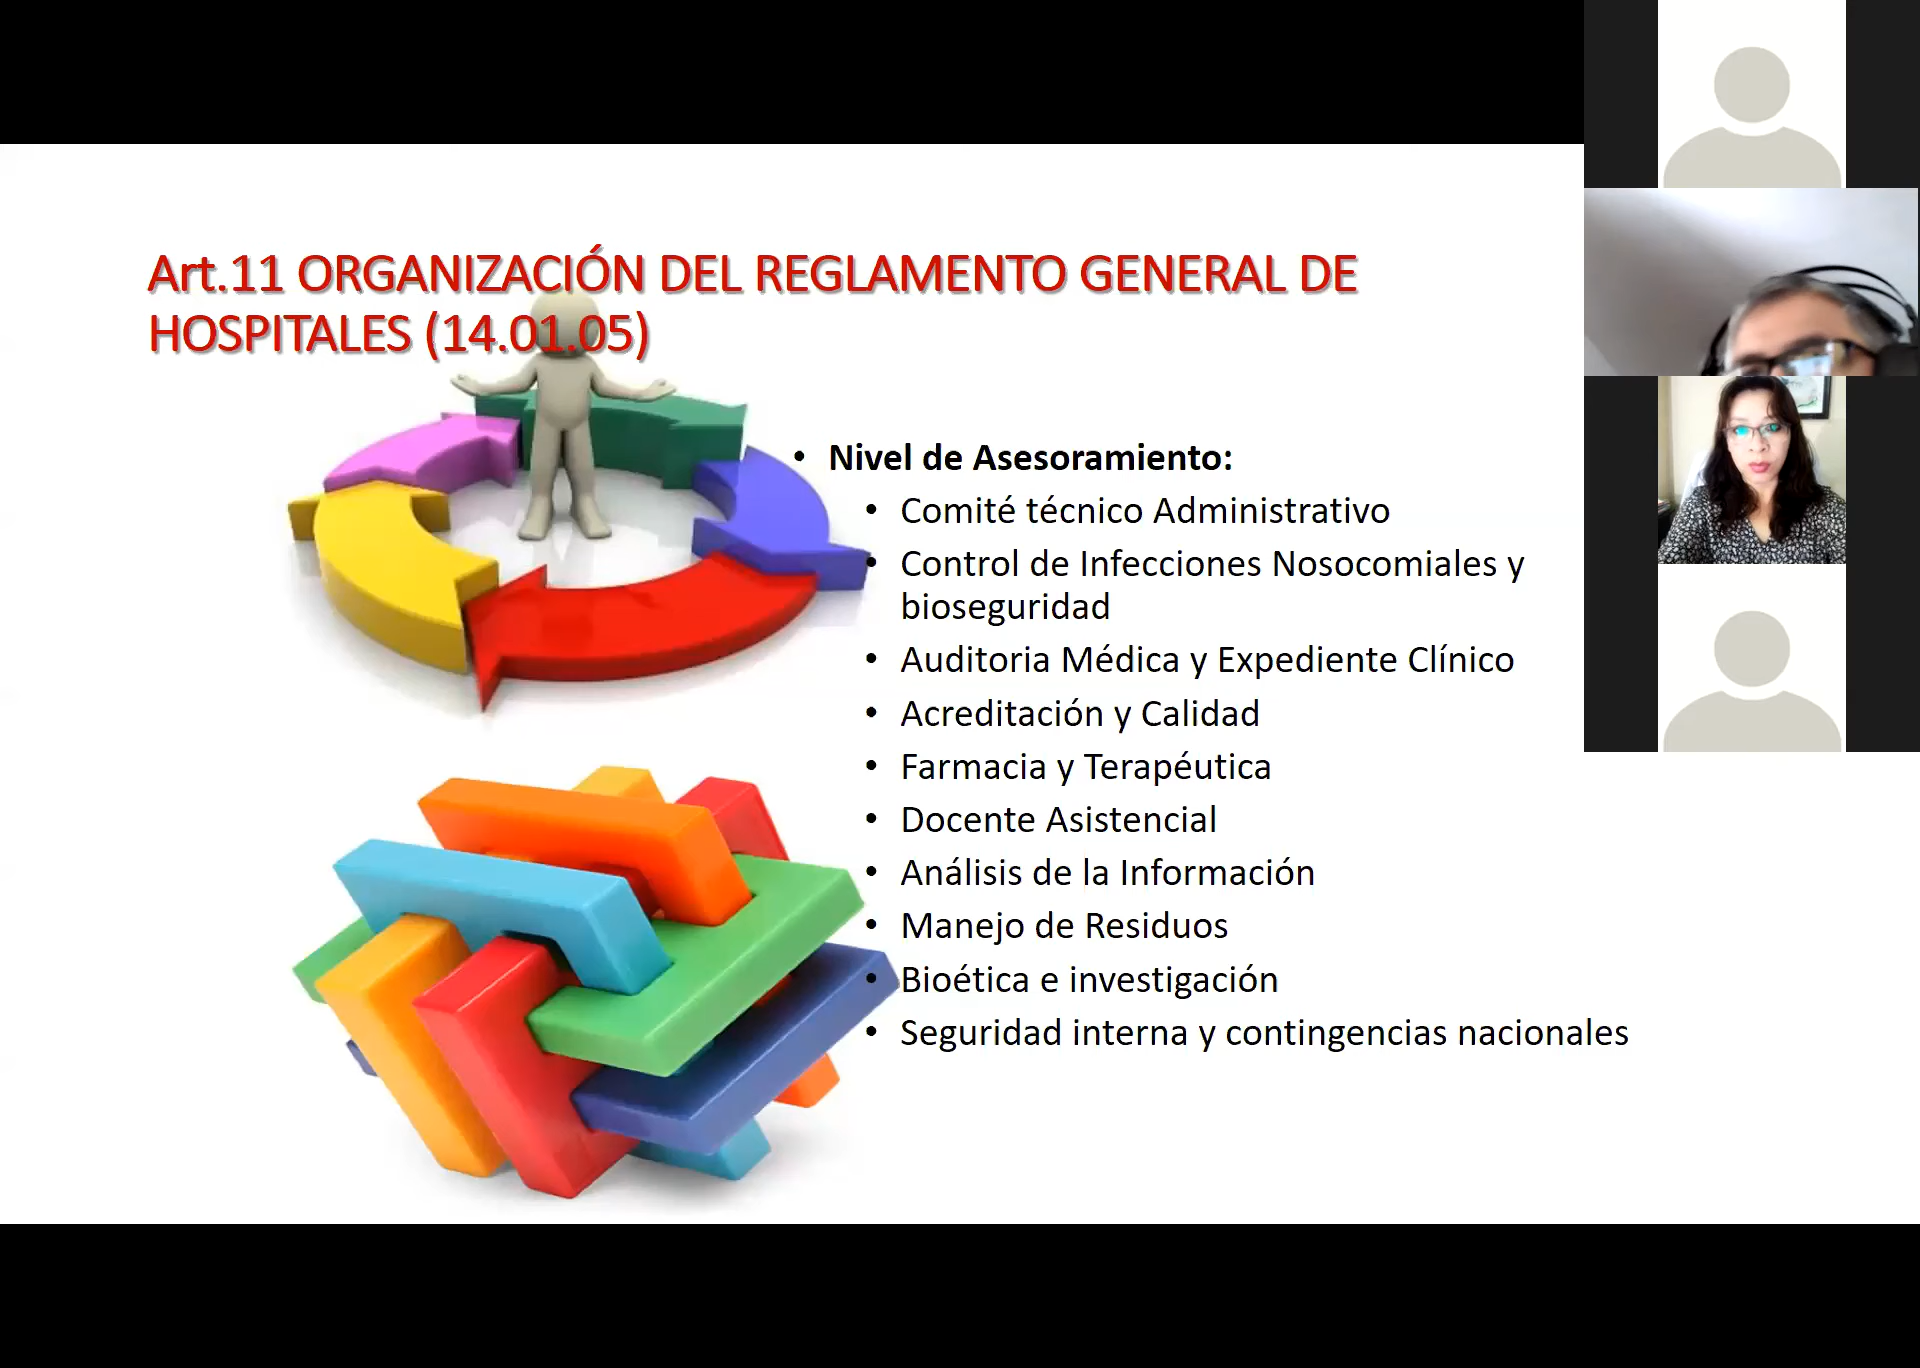 Art.11 ORGANIZACIÓN DEL REGLAMENTO GENERAL DE
HOSPITALES (14.01.05)
• Nivel de Asesoramiento:
• Comité técnico Administrativo
• Control de Infecciones Nosocomiales y
bioseguridad
• Auditoria Médica y Expediente Clínico
• Acreditación y Calidad
• Farmacia y Terapéutica
• Docente Asistencial
• Análisis de la Información
• Manejo de Residuos
• Bioética e investigación
• Seguridad interna y contingencias nacionales